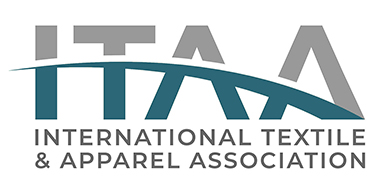 ITAA
INTERNATIONAL TEXTILE
& APPAREL ASSOCIATION